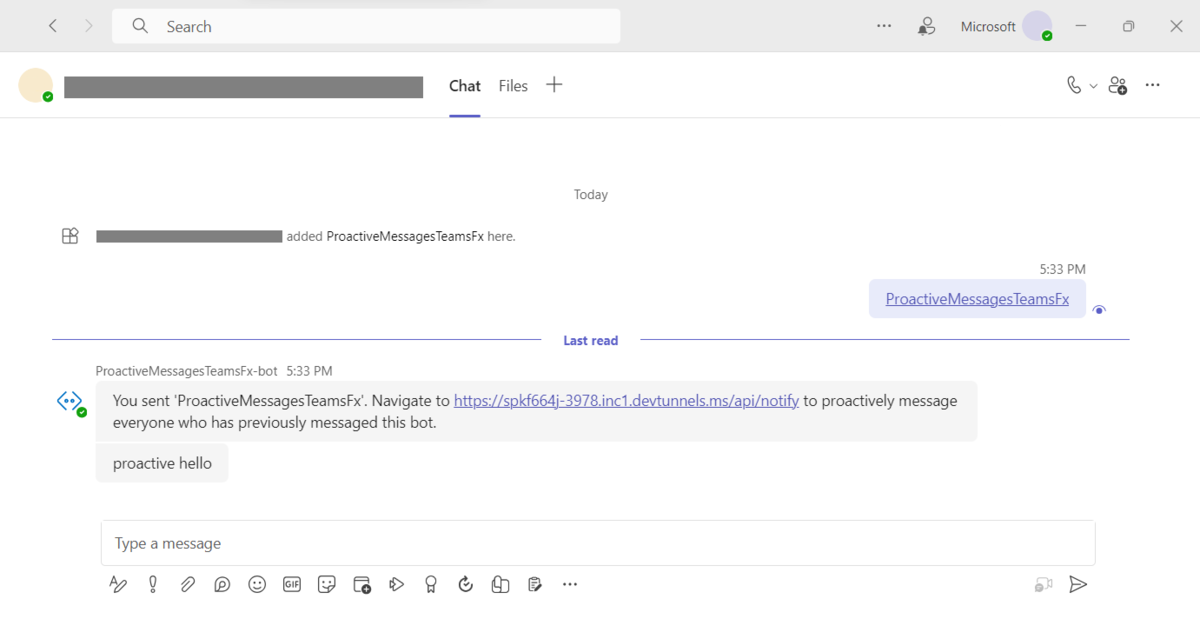 Search
Microsoft
Chat Files
Today
added ProactiveMessagesTeamsFx here.
5:33 PM
ProactiveMessagesTeamsFx
Last read
ProactiveMessagesTeamsFx-bot 5:33 PM
You sent 'ProactiveMessagesTeamsFx'. Navigate to https://spkf664j-3978.inc1.devtunnels.ms/api/notify to proactively message
everyone who has previously messaged this bot.
proactive hello
Type a message
GIF